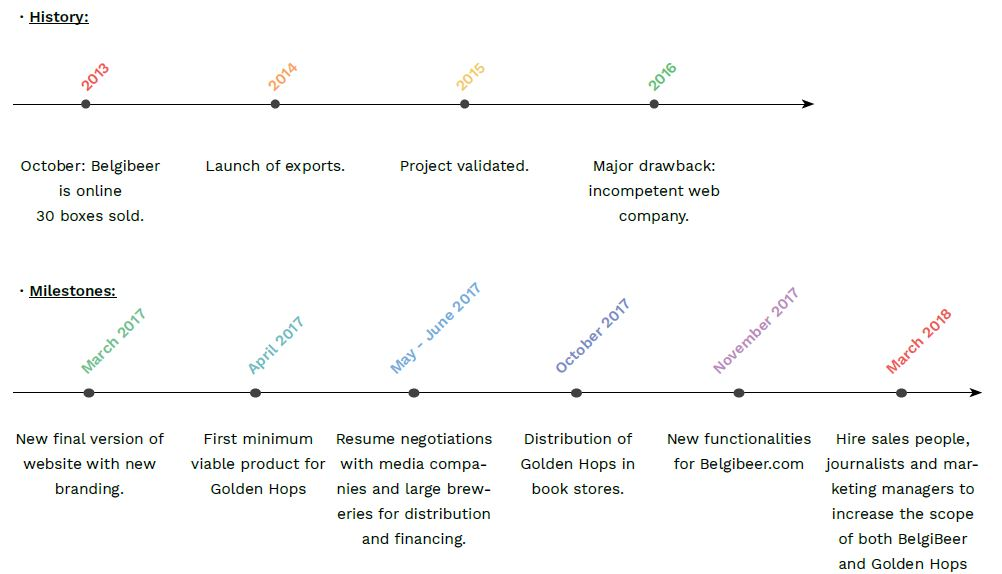 · History:
2013
2014
2015
2016
October: Belgibeer
is online
30 boxes sold.
Launch of exports.
Project validated.
Major drawback:
incompetent web
company.
· Milestones:
March 2017
April 2017
May - June 2017
October 2017
November 2017
March 2018
New final version of
website with new
branding.
First minimum
viable product for
Golden Hops
Resume negotiations
with media compa-
nies and large brew-
eries for distribution
and financing.
Distribution of
Golden Hops in
book stores.
New functionalities
for Belgibeer.com
Hire sales people,
journalists and mar-
keting managers to
increase the scope
of both BelgiBeer
and Golden Hops